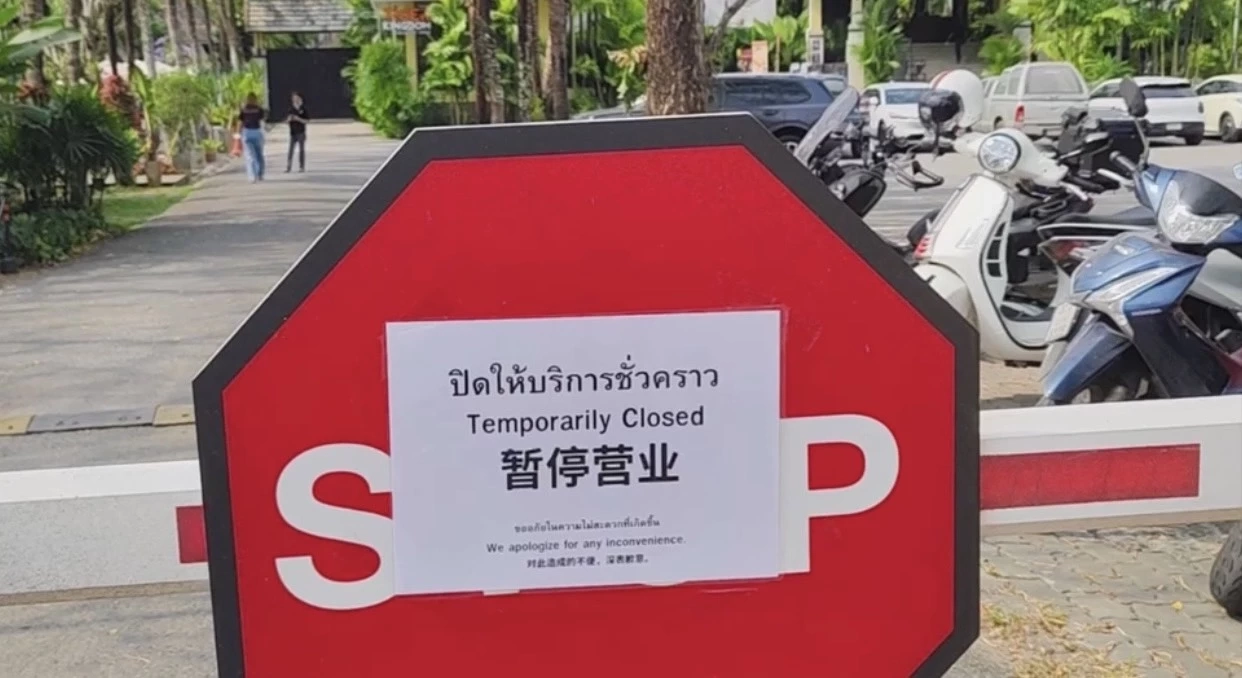 ปิดให้บริการชั่วคราว
Temporarily Closed
暂停营业
ขออภัยในความไม่สะดวกที่เกิดขึ้น
We apologize for any inconvenience.
对此造成的不便，深表歉意。
S P